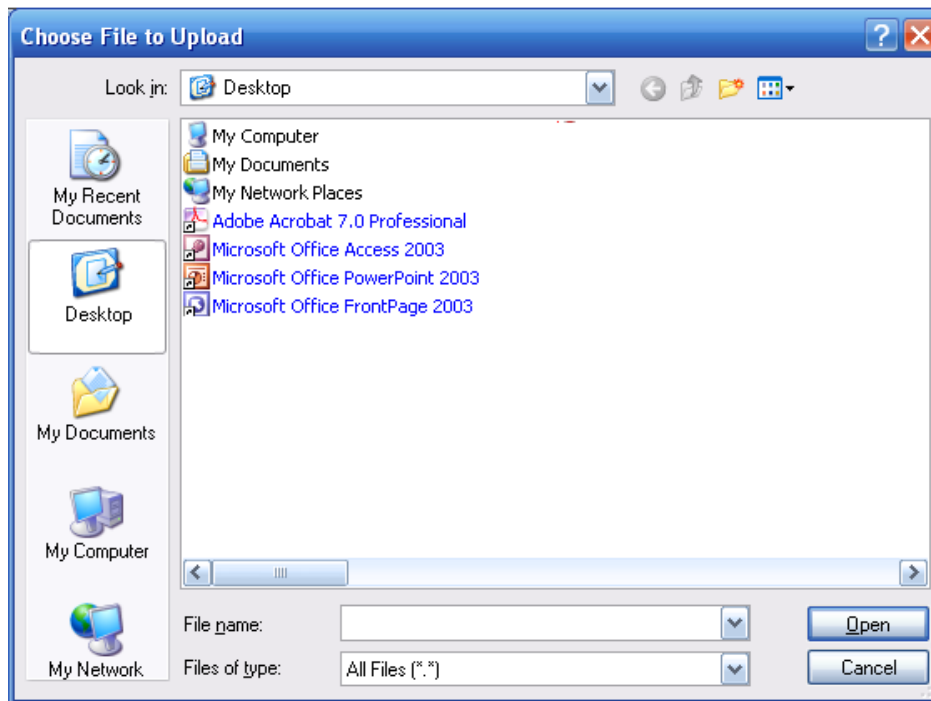 Choose File to Upload
?
Look in:
Desktop
My Recent
Documents
Desktop
My Documents
My Computer
My Network
My Computer
My Documents
My Network Places
Adobe Acrobat 7.0 Professional
Microsoft Office Access 2003
Microsoft Office PowerPoint 2003
Microsoft Office FrontPage 2003
File name:
Open
Files of type:
All Files (*.*)
Cancel